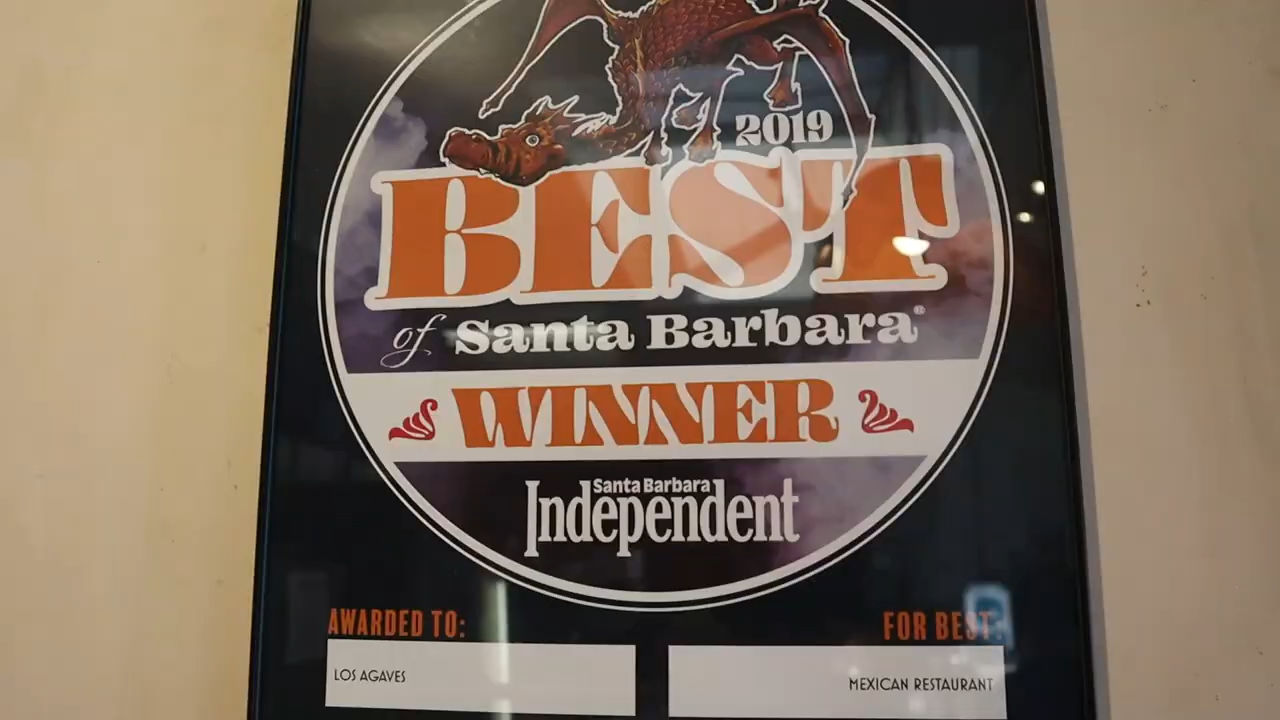 2019
BEST
of Santa Barbara®
WINNER
Santa Barbara
Independent
AWARDED TO:
FOR BEST:
LOS AGAVES
MEXICAN RESTAURANT